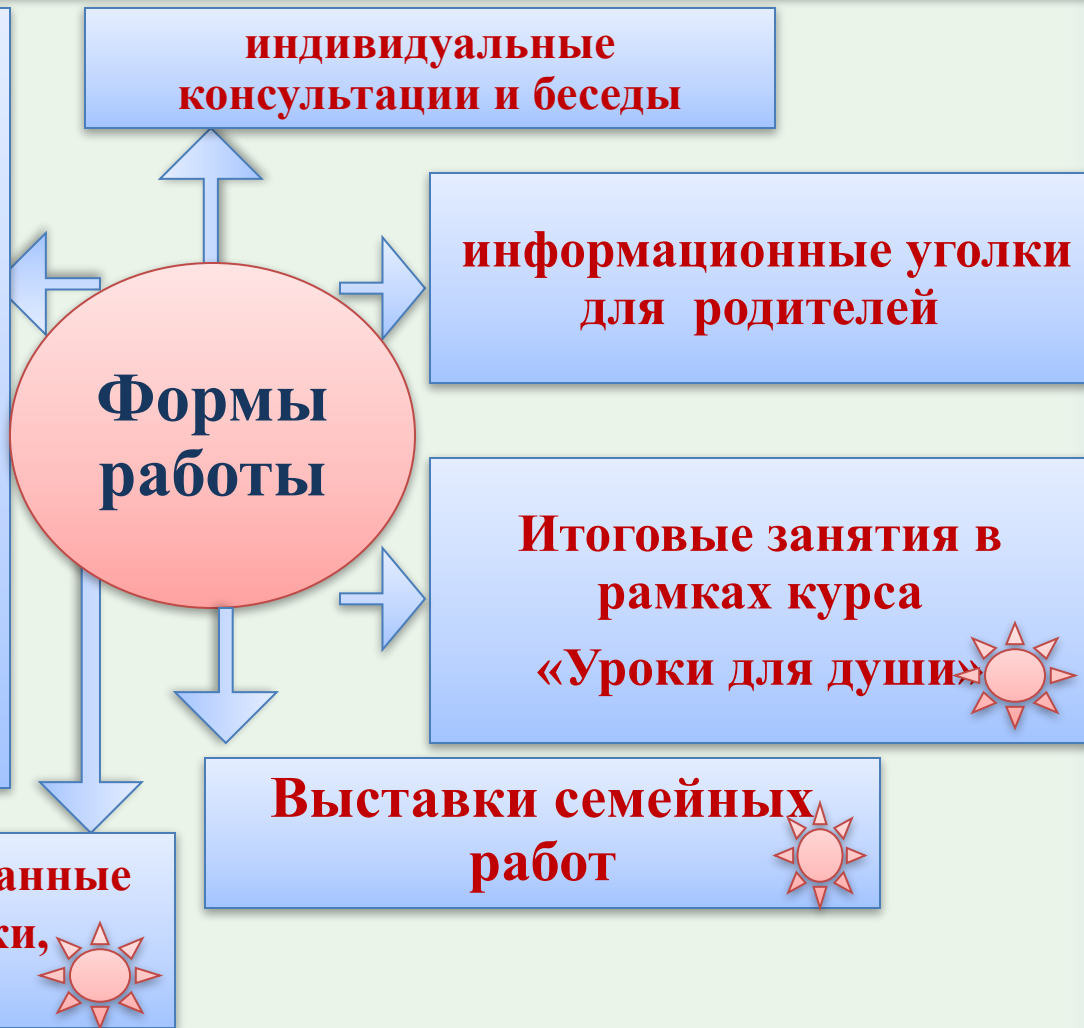 индивидуальные
консультации и беседы
информационные уголки
для родителей
Формы
работы
Итоговые занятия в
рамках курса
«Уроки для души»
Выставки семейных
работ